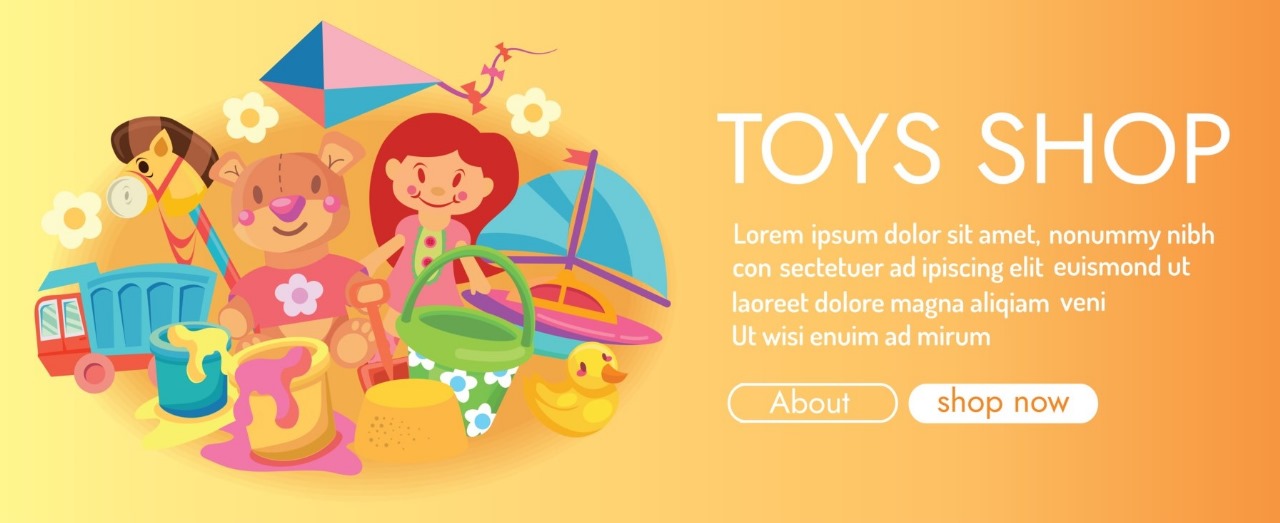 TOYS SHOP
Lorem ipsum dolor sit amet, nonummy nibh
con sectetuer ad ipiscing elit euismond ut
laoreet dolore magna aliqiam veni
Ut wisi enuim ad mirum
About
shop now